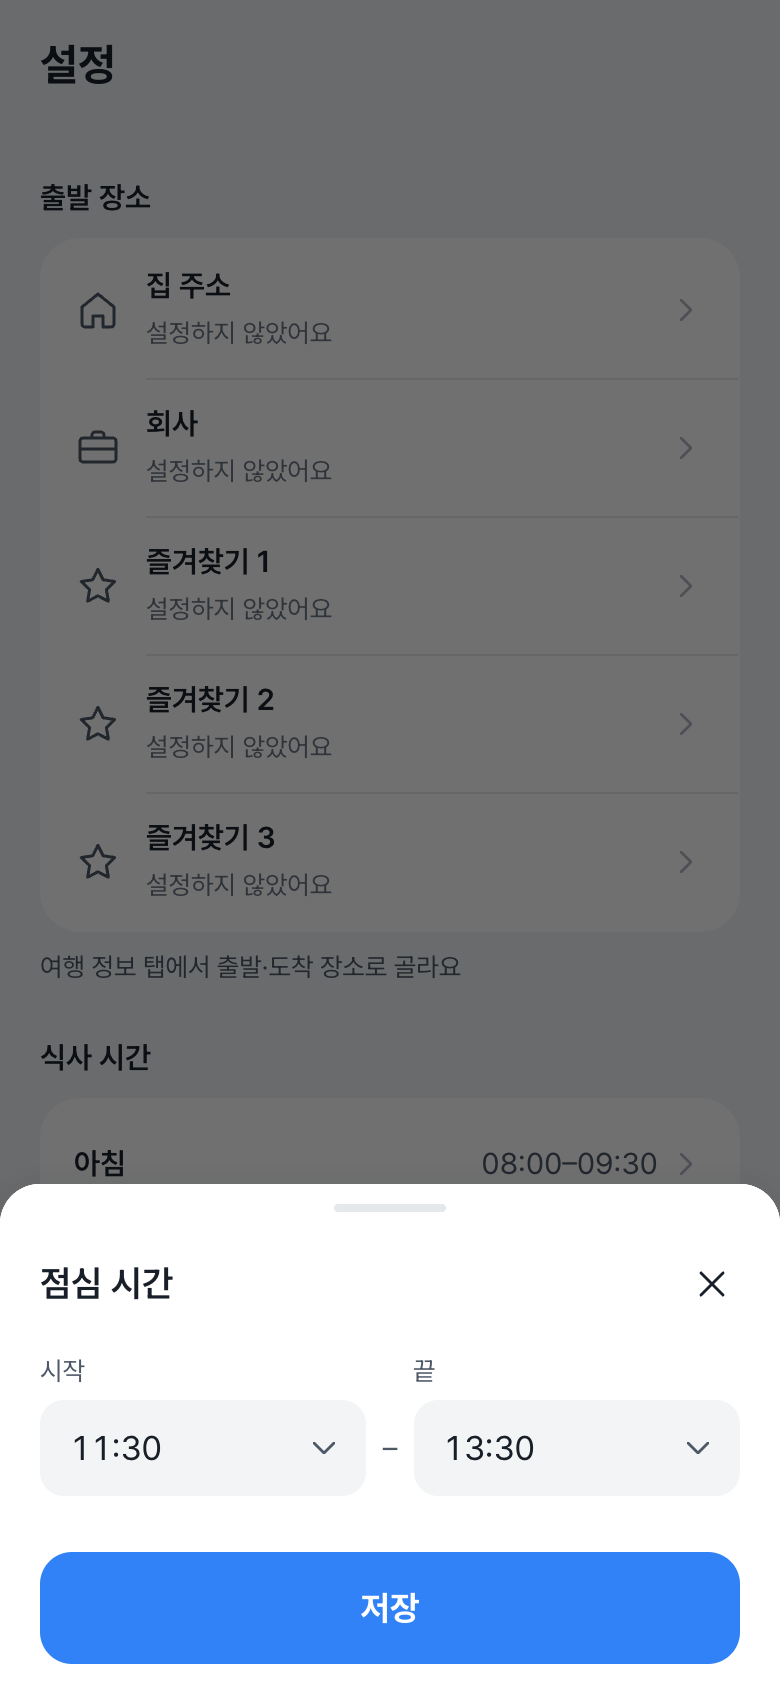 설정
출발 장소
집 주소
설정하지 않았어요
회사
설정하지 않았어요
즐겨찾기 1
설정하지 않았어요
즐겨찾기 2
설정하지 않았어요
즐겨찾기 3
설정하지 않았어요
여행 정보 탭에서 출발·도착 장소로 골라요
식사 시간
아침 08:00–09:30
점심 시간
시작 끝
11:30 – 13:30
저장